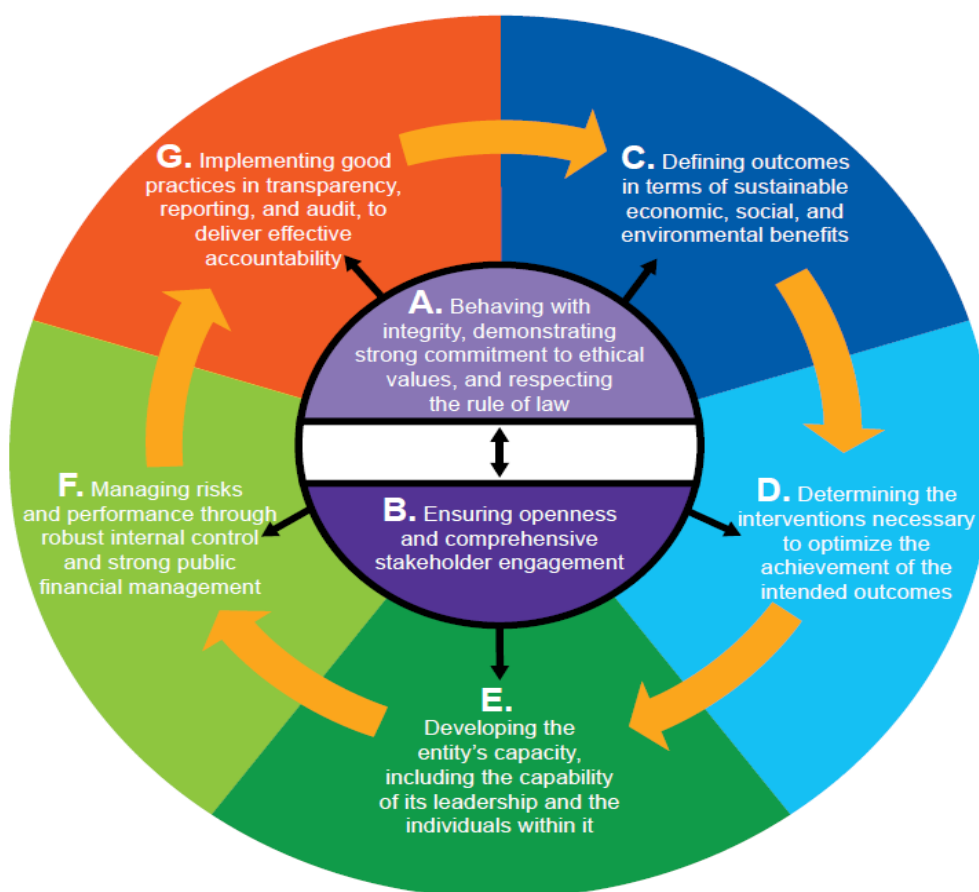 A. Behaving with
integrity, demonstrating
strong commitment to ethical
values, and respecting
the rule of law
B. Ensuring openness
and comprehensive
stakeholder engagement
C. Defining outcomes
in terms of sustainable
economic, social, and
environmental benefits
D. Determining the
interventions necessary
to optimize the
achievement of the
intended outcomes
E.
Developing the
entity’s capacity,
including the capability
of its leadership and the
individuals within it
F. Managing risks
and performance through
robust internal control
and strong public
financial management
G. Implementing good
practices in transparency,
reporting, and audit, to
deliver effective
accountability